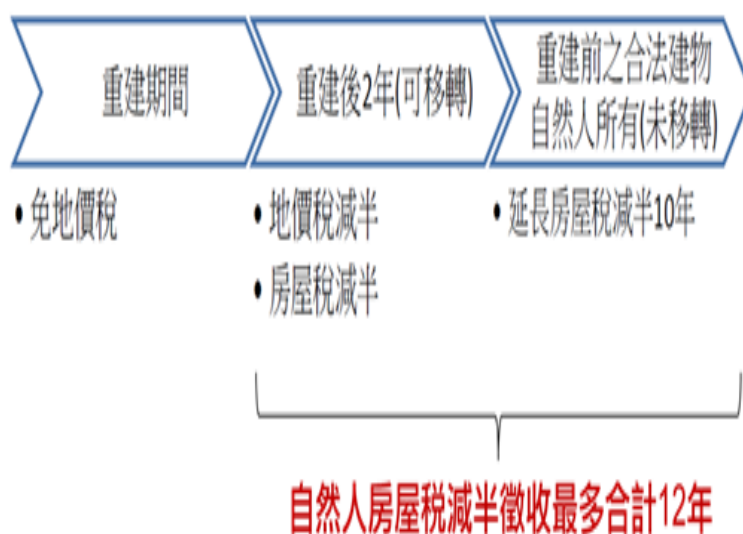 重建期間
重建後2年(可移轉)
重建前之合法建物
自然人所有(未移轉)
• 免地價稅
• 地價稅減半
• 房屋稅減半
• 延長房屋稅減半10年
自然人房屋稅減半徵收最多合計12年